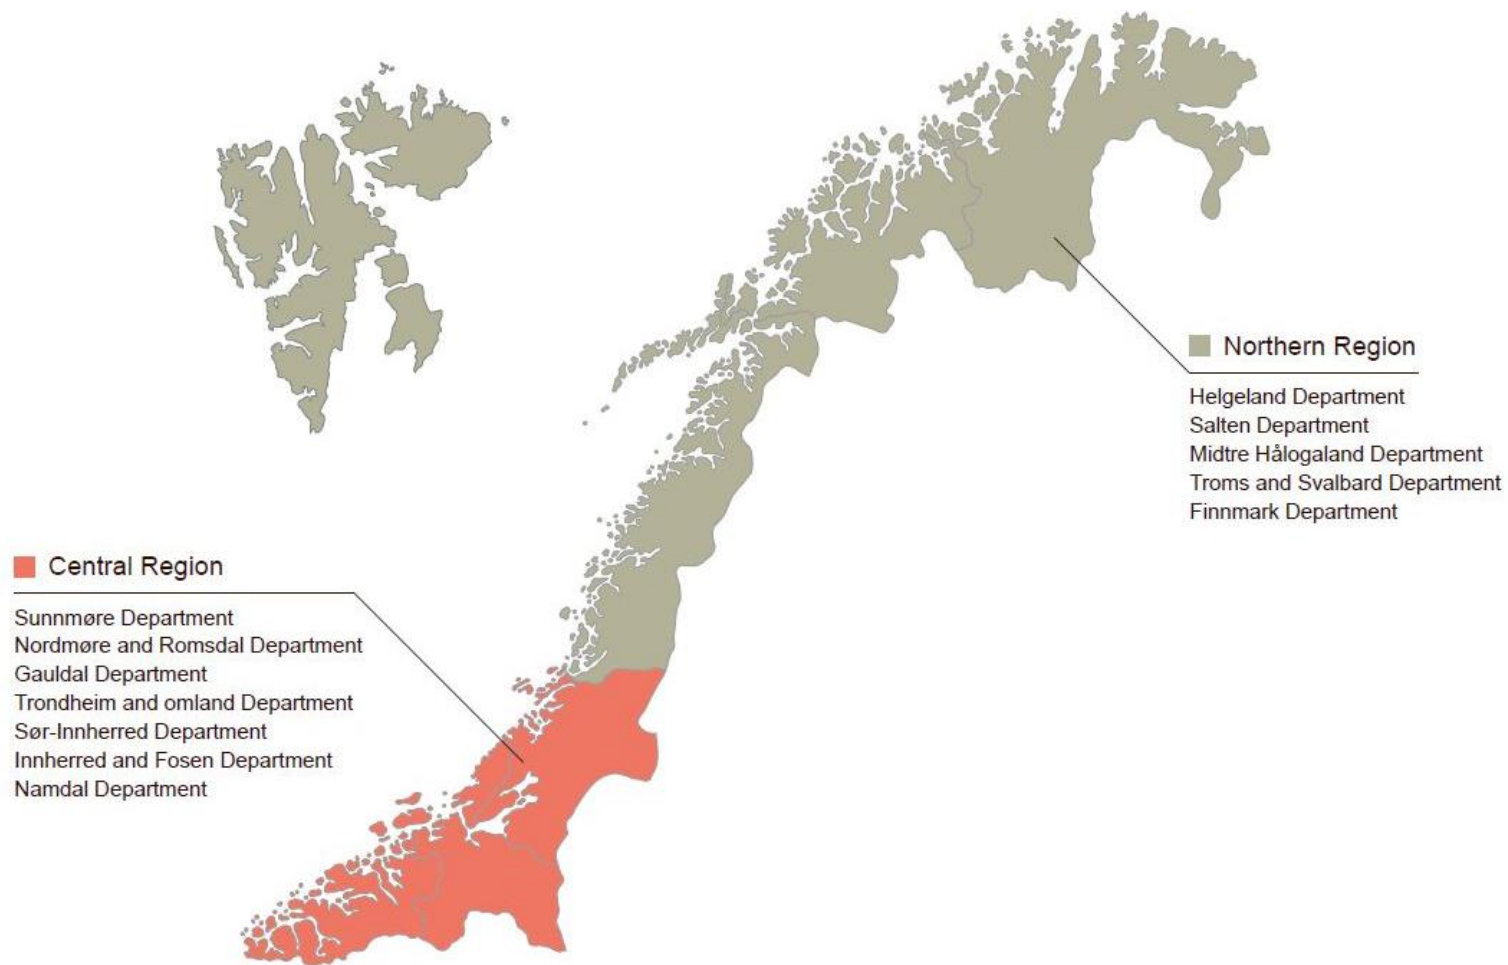 Northern Region
Helgeland Department
Salten Department
Midtre Hålogaland Department
Troms and Svalbard Department
Finnmark Department
Central Region
Sunnmøre Department
Nordmøre and Romsdal Department
Gauldal Department
Trondheim and omland Department
Sør-Innherred Department
Innherred and Fosen Department
Namdal Department